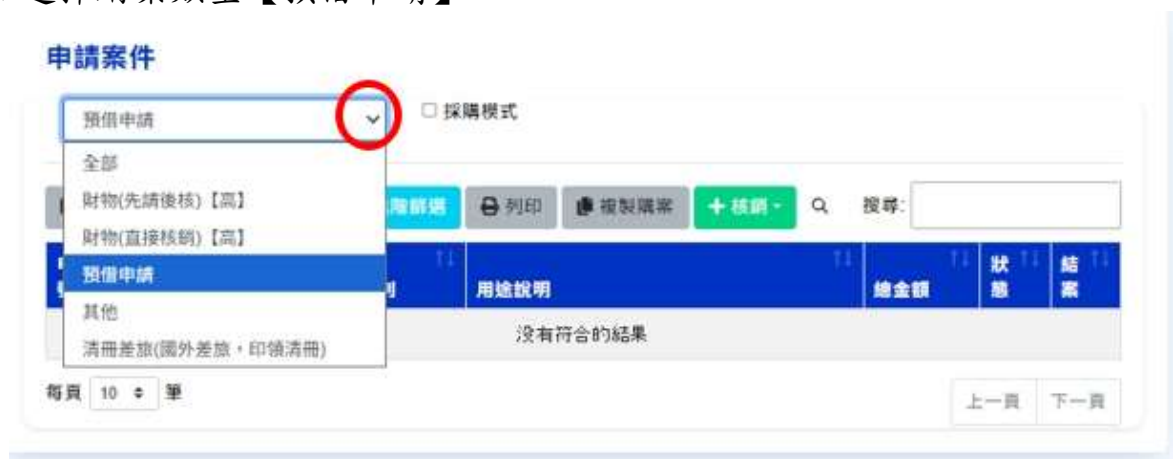 申請案件
預借申請
採購模式
全部
財物(先請後核)【高】
財物(直接核銷)【高】
預借申請
其他
清冊差旅(國外差旅，印領清冊)
階篩選
列印
複製購案
+ 核銷
搜尋:
用途說明
總金額
狀態
結案
沒有符合的結果
每頁 10 筆
上一頁
下一頁